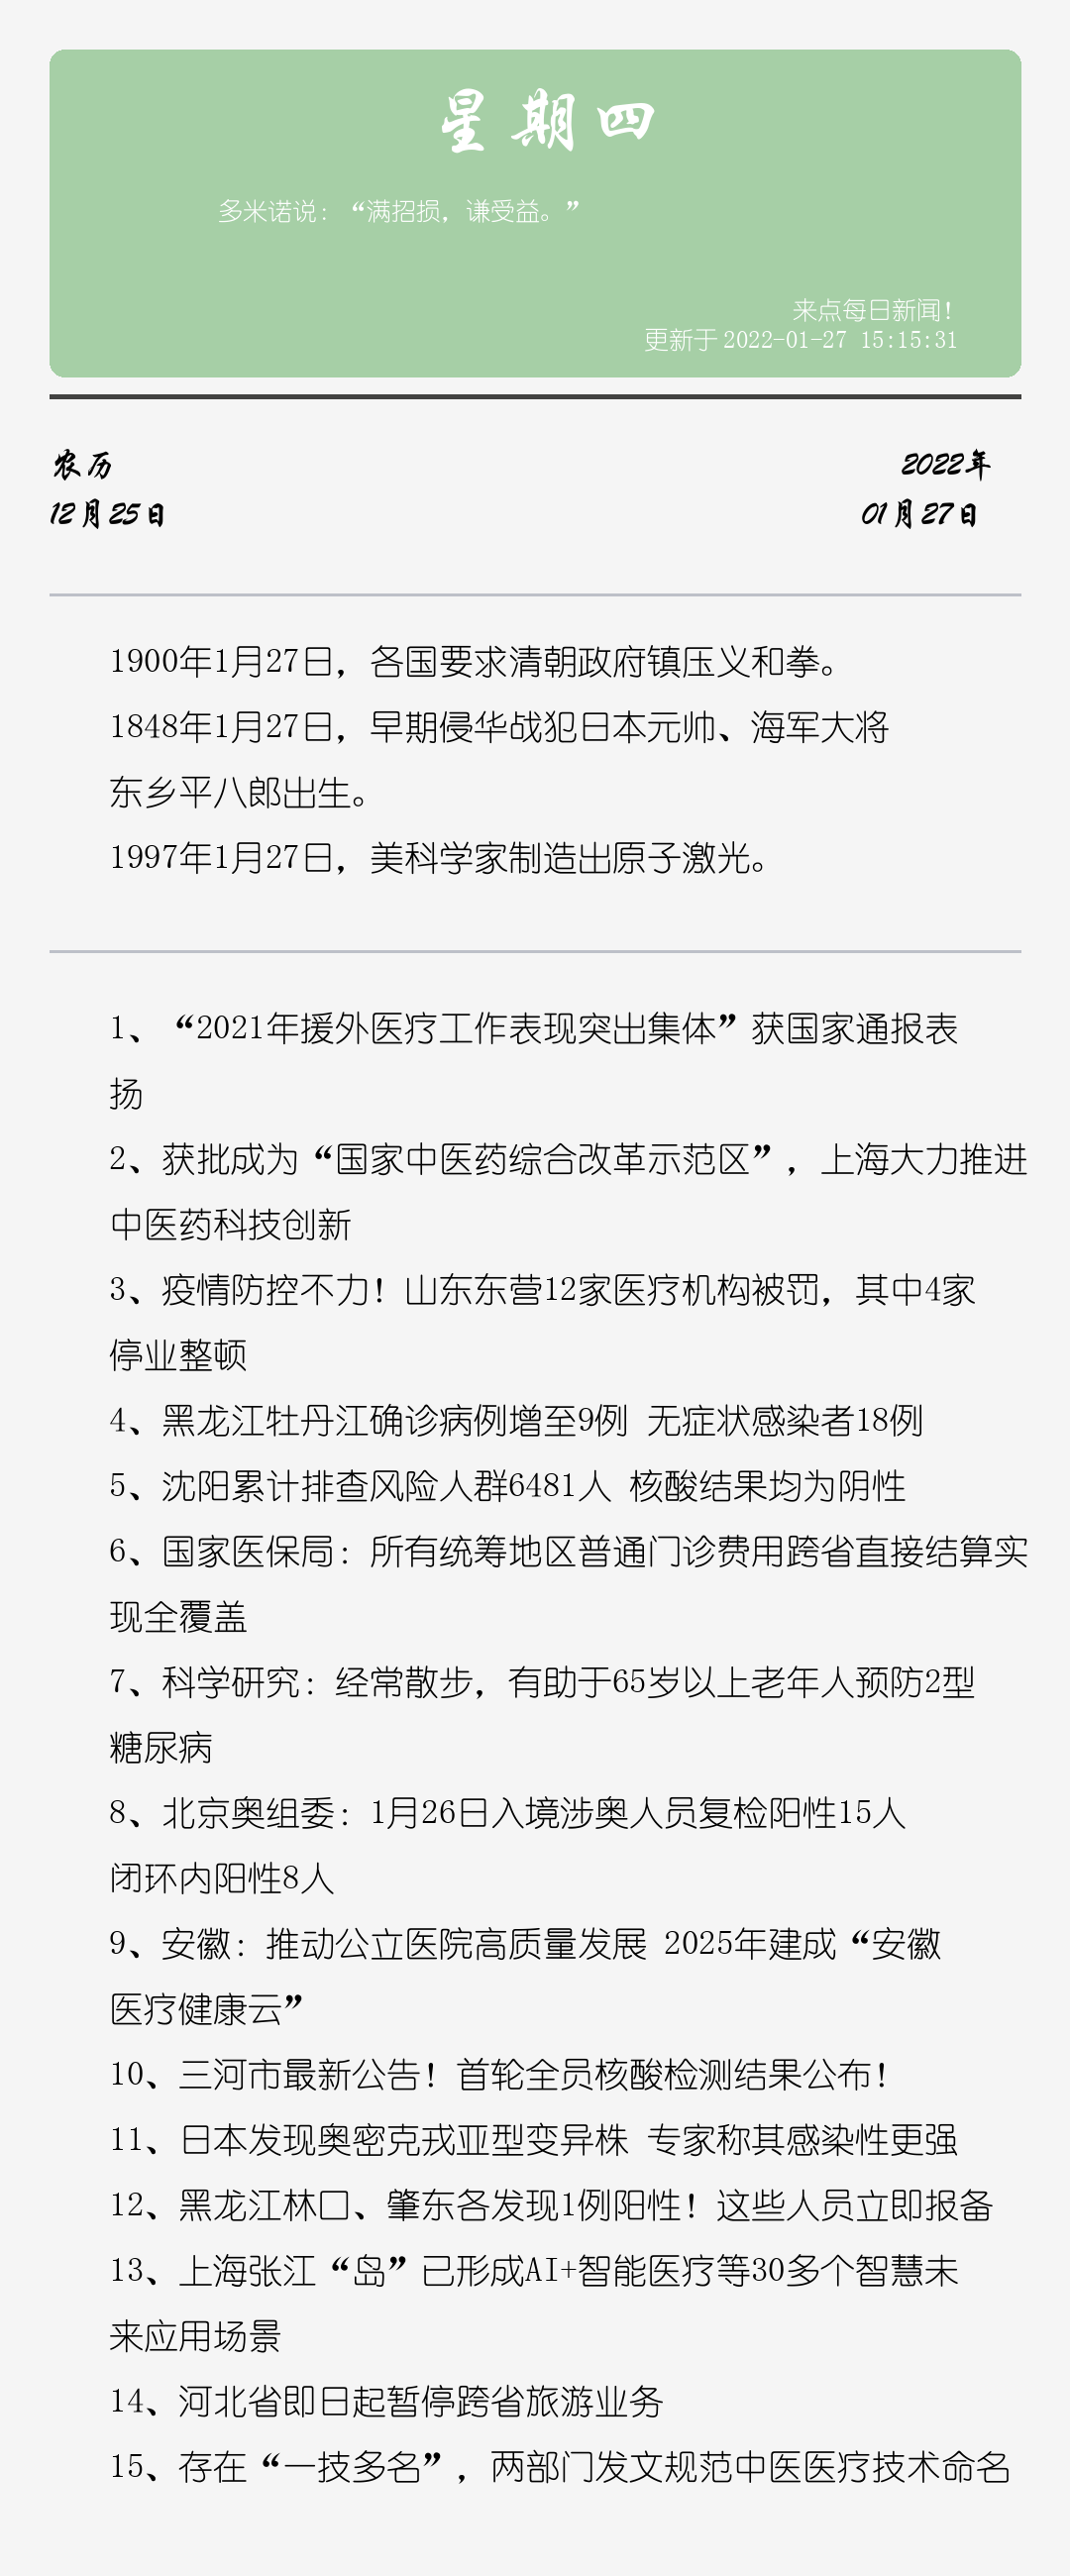 星期四
多米诺说：“满招损，谦受益。”
来点每日新闻！
更新于 2022-01-27 15:15:31
农历
12月25日
2022年
01月27日
1900年1月27日，各国要求清朝政府镇压义和拳。
1848年1月27日，早期侵华战犯日本元帅、海军大将
东乡平八郎出生。
1997年1月27日，美科学家制造出原子激光。
1、“2021年援外医疗工作表现突出集体”获国家通报表
扬
2、获批成为“国家中医药综合改革示范区”，上海大力推进
中医药科技创新
3、疫情防控不力！山东东营12家医疗机构被罚，其中4家
停业整顿
4、黑龙江牡丹江确诊病例增至9例 无症状感染者18例
5、沈阳累计排查风险人群6481人 核酸结果均为阴性
6、国家医保局：所有统筹地区普通门诊费用跨省直接结算实
现全覆盖
7、科学研究：经常散步，有助于65岁以上老年人预防2型
糖尿病
8、北京奥组委：1月26日入境涉奥人员复检阳性15人
闭环内阳性8人
9、安徽：推动公立医院高质量发展 2025年建成“安徽
医疗健康云”
10、三河市最新公告！首轮全员核酸检测结果公布！
11、日本发现奥密克戎亚型变异株 专家称其感染性更强
12、黑龙江林口、肇东各发现1例阳性！这些人员立即报备
13、上海张江“岛”已形成AI+智能医疗等30多个智慧未
来应用场景
14、河北省即日起暂停跨省旅游业务
15、存在“一技多名”，两部门发文规范中医医疗技术命名